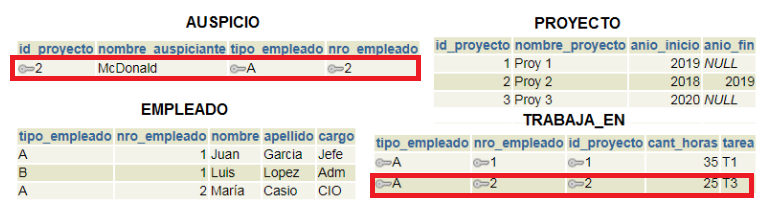 AUSPICIO
id_proyecto nombre_auspiciante tipo_empleado nro_empleado
2 McDonald A 2
PROYECTO
id_proyecto nombre_proyecto anio_inicio anio_fin
1 Proy 1 2019 NULL
2 Proy 2 2018 2019
3 Proy 3 2020 NULL
EMPLEADO
tipo_empleado nro_empleado nombre apellido cargo
A 1 Juan Garcia Jefe
B 1 Luis Lopez Adm
A 2 María Casio CIO
TRABAJA_EN
tipo_empleado nro_empleado id_proyecto cant_horas tarea
A 1 1 35 T1
A 2 2 25 T3